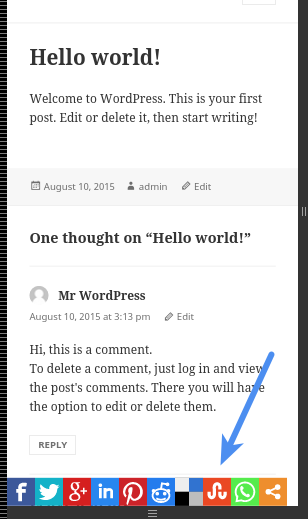 Hello world!
Welcome to WordPress. This is your first
post. Edit or delete it, then start writing!
August 10, 2015 admin Edit
One thought on “Hello world!”
Mr WordPress
August 10, 2015 at 3:13 pm Edit
Hi, this is a comment.
To delete a comment, just log in and view
the post's comments. There you will have
the option to edit or delete them.
REPLY